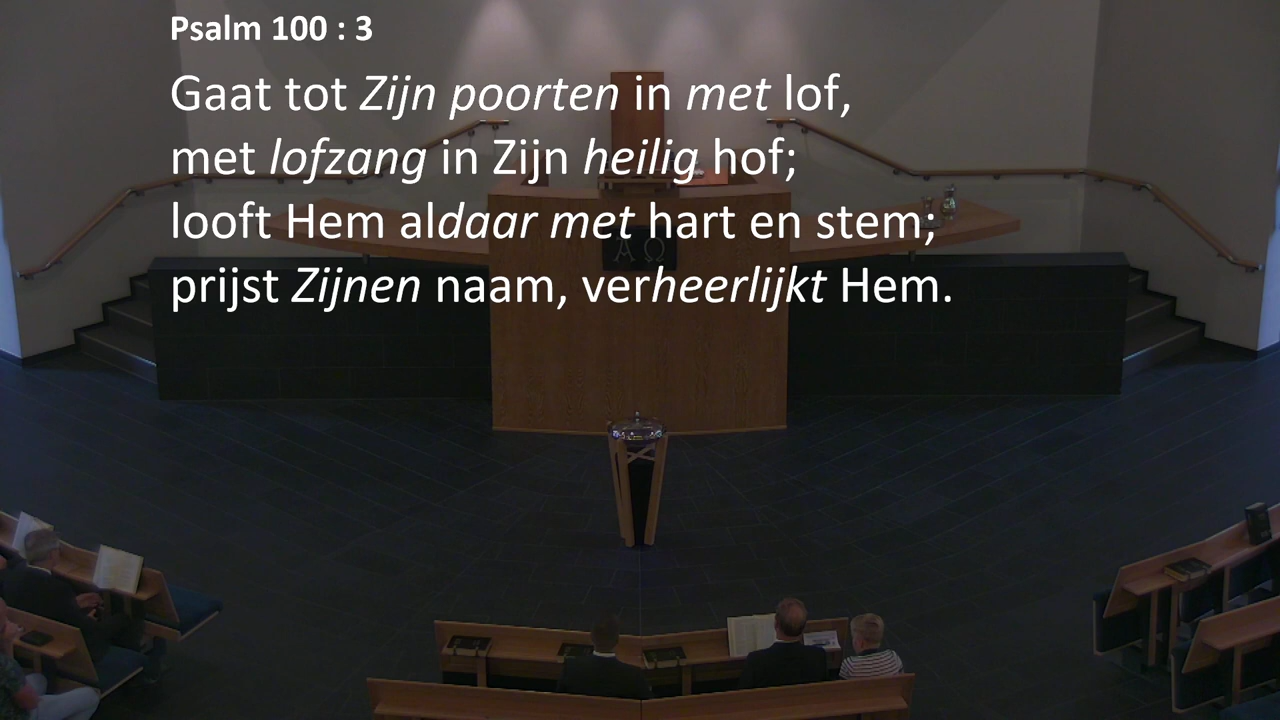 Psalm 100 : 3
Gaat tot Zijn poorten in met lof,
met lofzang in Zijn heilig hof;
looft Hem aldaar met hart en stem;
prijst Zijnen naam, verheerlijkt Hem.
ΑΩ